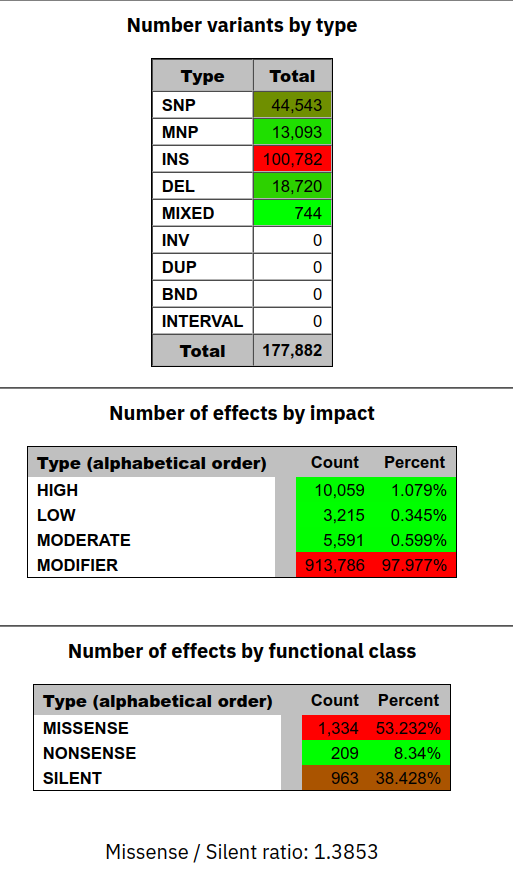 Number variants by type
Type Total
SNP 44,543
MNP 13,093
INS 100,782
DEL 18,720
MIXED 744
INV 0
DUP 0
BND 0
INTERVAL 0
Total 177,882
Number of effects by impact
Type (alphabetical order) Count Percent
HIGH 10,059 1.079%
LOW 3,215 0.345%
MODERATE 5,591 0.599%
MODIFIER 913,786 97.977%
Number of effects by functional class
Type (alphabetical order) Count Percent
MISSENSE 1,334 53.232%
NONSENSE 209 8.34%
SILENT 963 38.428%
Missense / Silent ratio: 1.3853